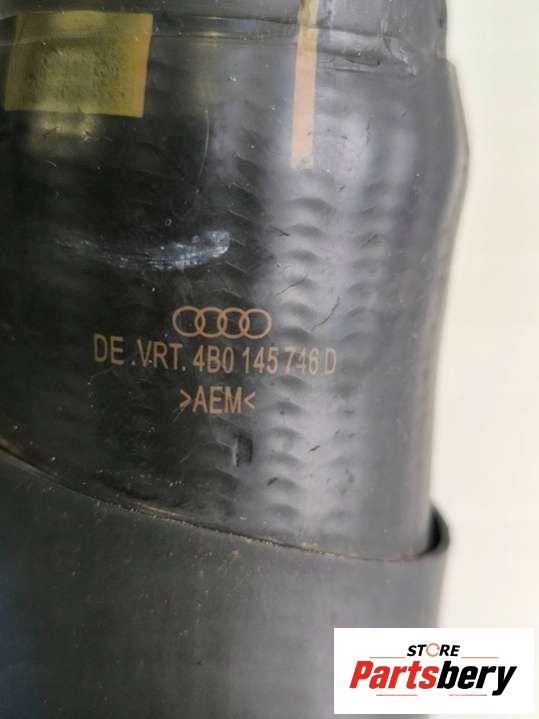 DE .VRT. 4B0 145 746 D
>AEM<
STORE
Partsbery